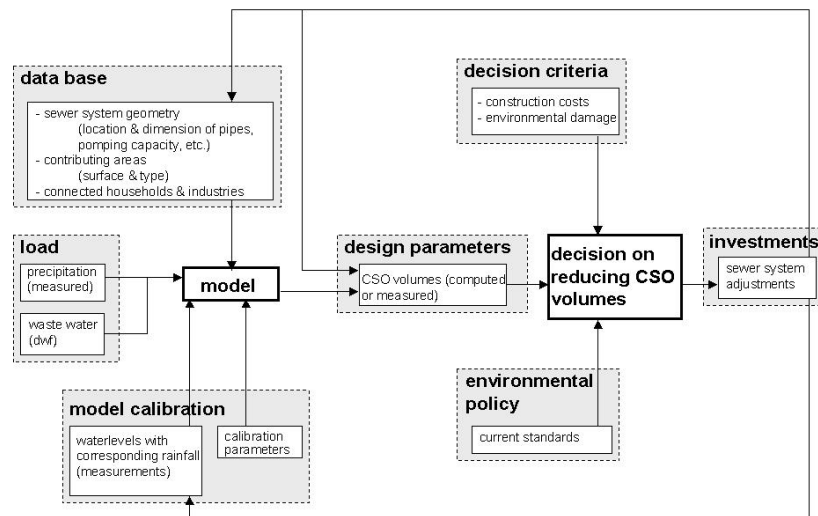 data base
- sewer system geometry
(location & dimension of pipes,
pomping capacity, etc.)
- contributing areas
(surface & type)
- connected households & industries
decision criteria
- construction costs
- environmental damage
load
precipitation
(measured)
waste water
(dwf)
model
design parameters
CSO volumes (computed
or measured)
decision on
reducing CSO
volumes
investments
sewer system
adjustments
model calibration
waterlevels with
corresponding rainfall
(measurements)
calibration
parameters
environmental
policy
current standards